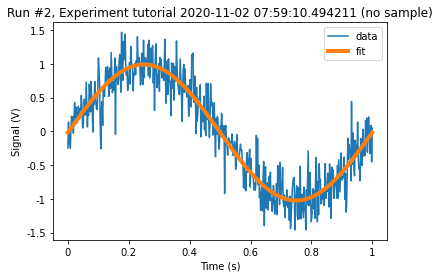 Run #2, Experiment tutorial 2020-11-02 07:59:10.494211 (no sample)
data
fit
1.5
1
0.5
0
-0.5
-1
-1.5
Signal (V)
0
0.2
0.4
0.6
0.8
1
Time (s)